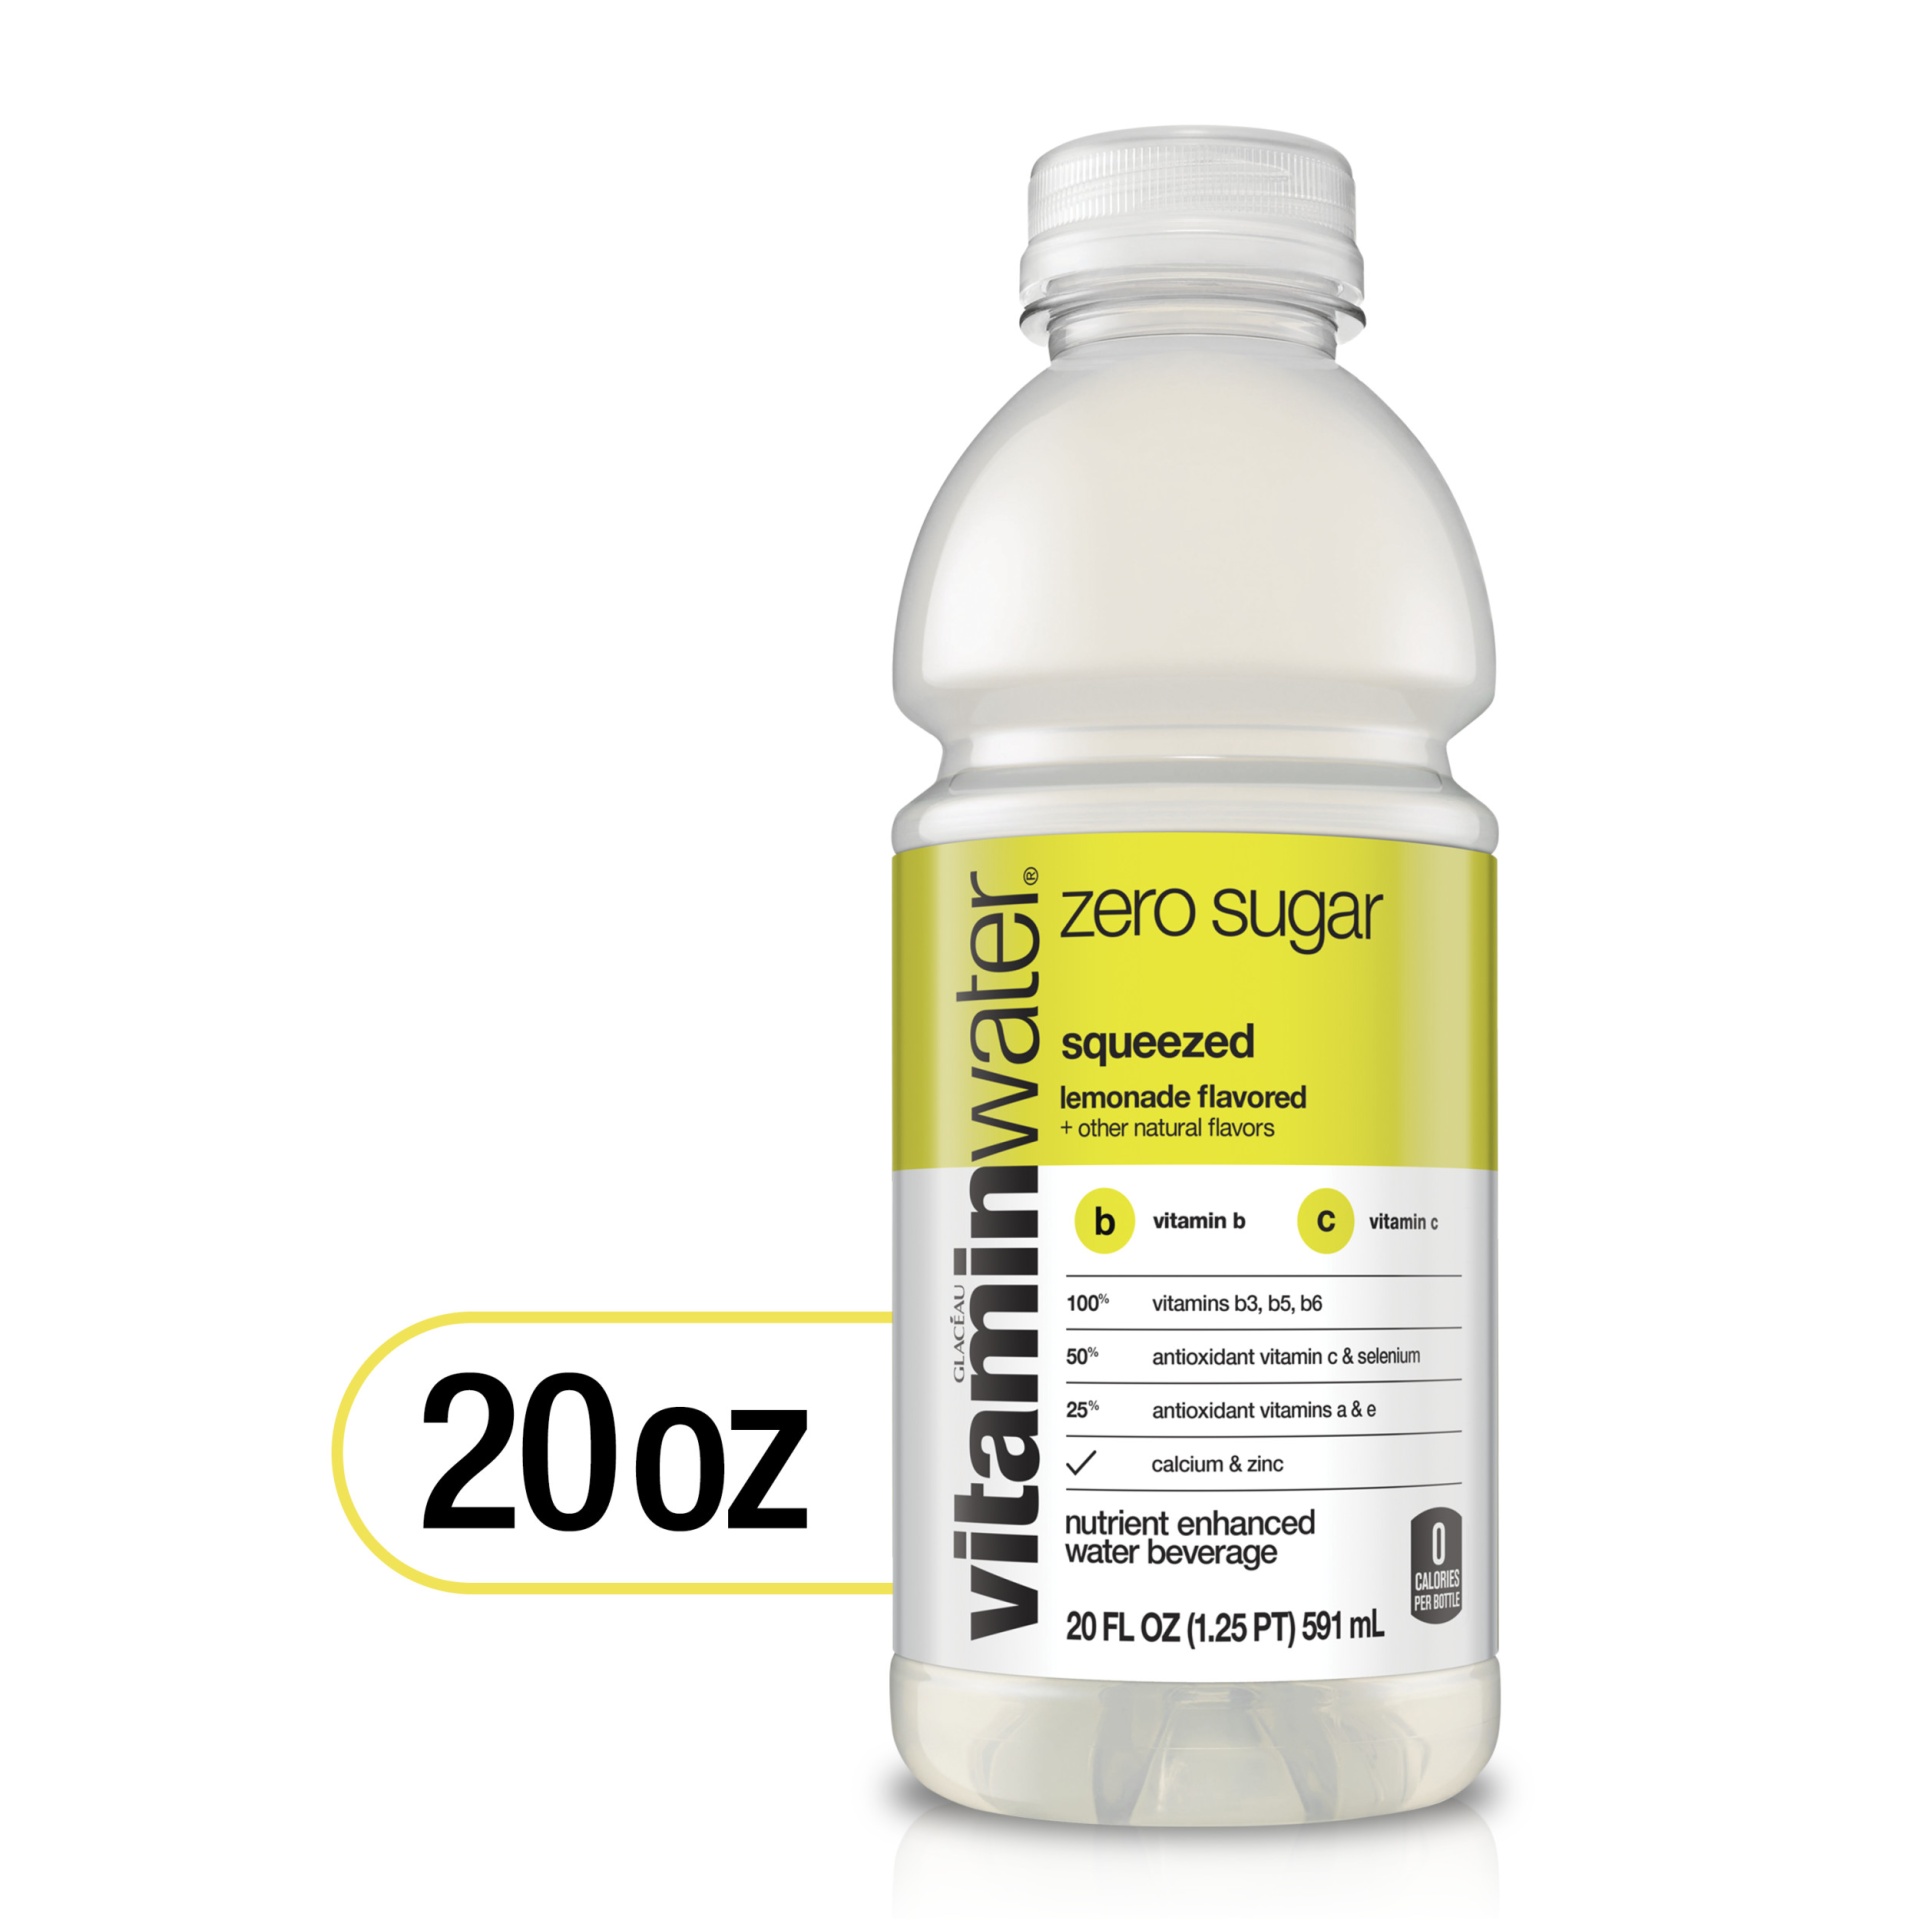 20 oz
GLACÉAU
vitaminwater®
zero sugar
squeezed
lemonade flavored
+ other natural flavors
b vitamin b c vitamin c
100% vitamins b3, b5, b6
50% antioxidant vitamin c & selenium
25% antioxidant vitamins a & e
✓ calcium & zinc
nutrient enhanced
water beverage
0
CALORIES
PER BOTTLE
20 FL OZ (1.25 PT) 591 mL